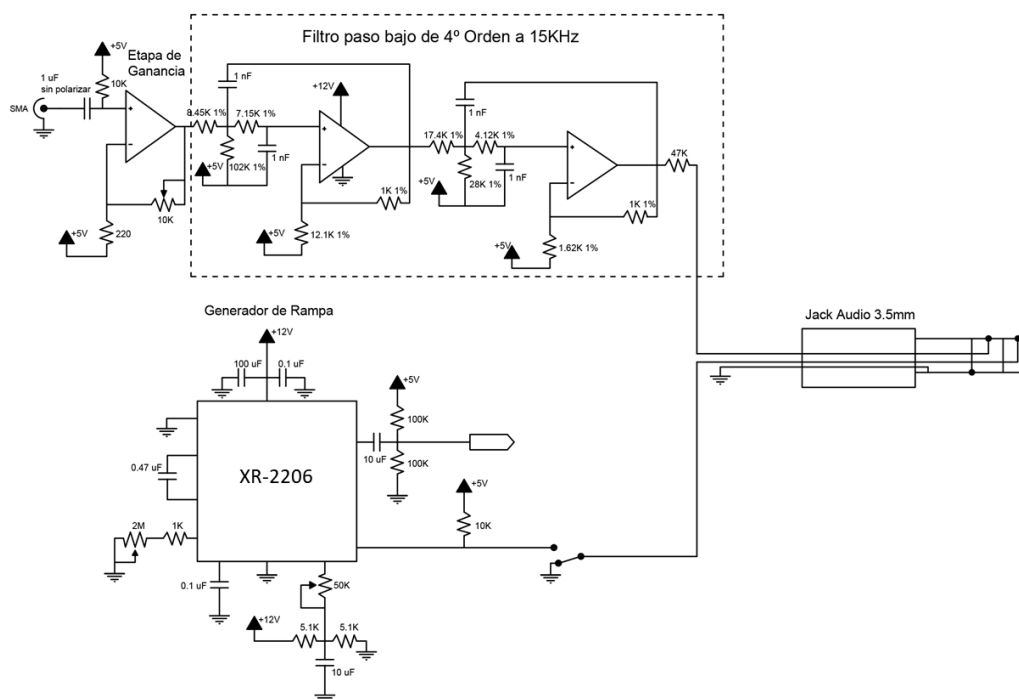 Filtro paso bajo de 4º Orden a 15KHz
Etapa de
Ganancia
+5V
1 uF
sin polarizar
10K
SMA
+
−
10K
+5V
220
8.45K 1%
7.15K 1%
1 nF
+12V
1 nF
+5V
102K 1%
+
−
1K 1%
+5V
12.1K 1%
17.4K 1%
4.12K 1%
1 nF
1 nF
+5V
28K 1%
+
−
1K 1%
+5V
1.62K 1%
47K
Generador de Rampa
+12V
100 uF
0.1 uF
+5V
100K
10 uF
100K
0.47 uF
XR-2206
+5V
10K
2M
1K
0.1 uF
50K
+12V
5.1K
5.1K
10 uF
Jack Audio 3.5mm